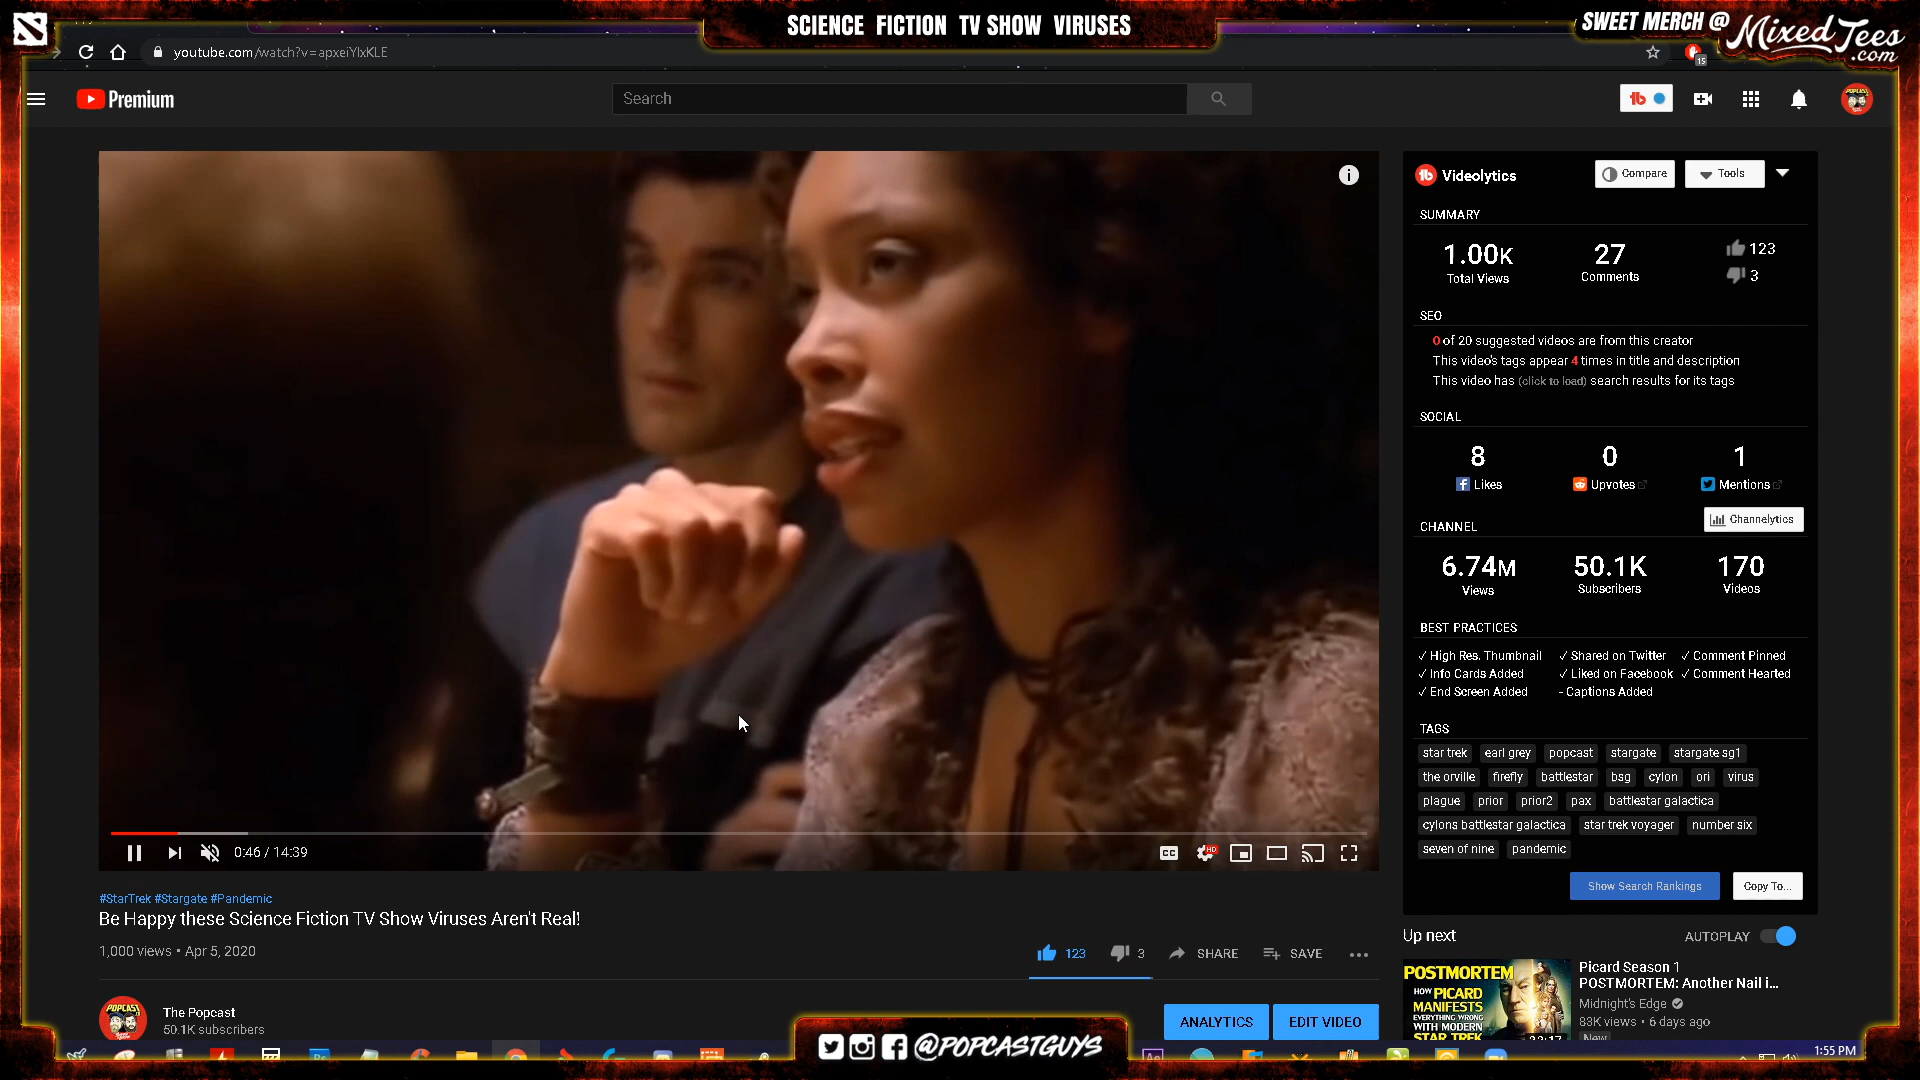 SCIENCE FICTION TV SHOW VIRUSES
SWEET MERCH @
MixedTees
.com
youtube.com/watch?v=apxeiYlxKLE
15
Premium
Search
Videolytics
Compare
Tools
SUMMARY
1.00K
Total Views
27
Comments
123
3
SEO
0 of 20 suggested videos are from this creator
This video's tags appear 4 times in title and description
This video has (click to load) search results for its tags
SOCIAL
8
Likes
0
Upvotes
1
Mentions
CHANNEL
Channelytics
6.74M
Views
50.1K
Subscribers
170
Videos
BEST PRACTICES
✓ High Res. Thumbnail ✓ Shared on Twitter ✓ Comment Pinned
✓ Info Cards Added ✓ Liked on Facebook ✓ Comment Hearted
✓ End Screen Added - Captions Added
TAGS
star trek earl grey popcast stargate stargate sg1
the orville firefly battlestar bsg cylon ori virus
plague prior prior2 pax battlestar galactica
cylons battlestar galactica star trek voyager number six
seven of nine pandemic
Show Search Rankings
Copy To...
0:46 / 14:39
CC
HD
#StarTrek #Stargate #Pandemic
Be Happy these Science Fiction TV Show Viruses Aren't Real!
1,000 views • Apr 5, 2020
123
3
SHARE
SAVE
POPCAST
The Popcast
50.1K subscribers
ANALYTICS
EDIT VIDEO
Up next
AUTOPLAY
POSTMORTEM
HOW PICARD
MANIFESTS
EVERYTHING WRONG
WITH MODERN
STAR TREK
Picard Season 1
POSTMORTEM: Another Nail i...
Midnight's Edge
83K views • 6 days ago
New
@POPCASTGUYS
1:55 PM